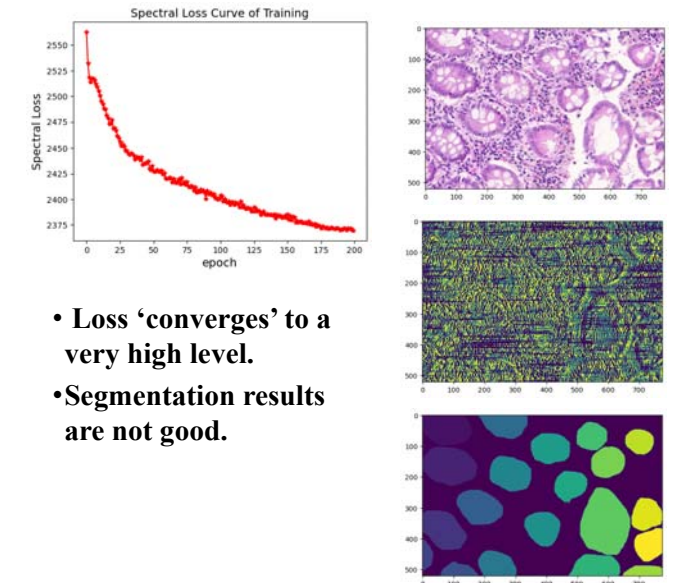 Spectral Loss Curve of Training
Spectral Loss
2550
2525
2500
2475
2450
2425
2400
2375
0 25 50 75 100 125 150 175 200
epoch
• Loss ‘converges’ to a
very high level.
•Segmentation results
are not good.
0
100
200
300
400
500
0 100 200 300 400 500 600 700
0
100
200
300
400
500
0 100 200 300 400 500 600 700
0
100
200
300
400
500
0 100 200 300 400 500 600 700